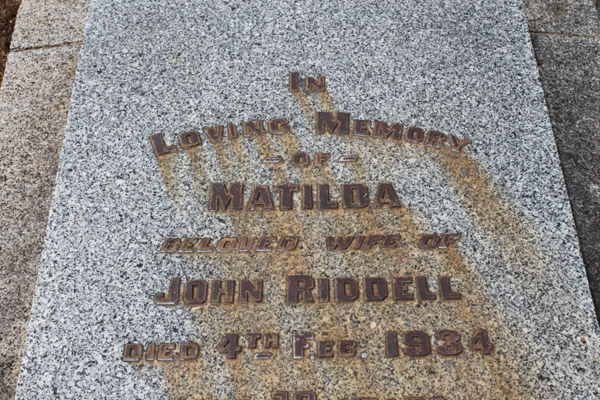 IN
LOVING MEMORY
OF
MATILDA
BELOVED WIFE OF
JOHN RIDDELL
DIED 4TH FEB. 1934